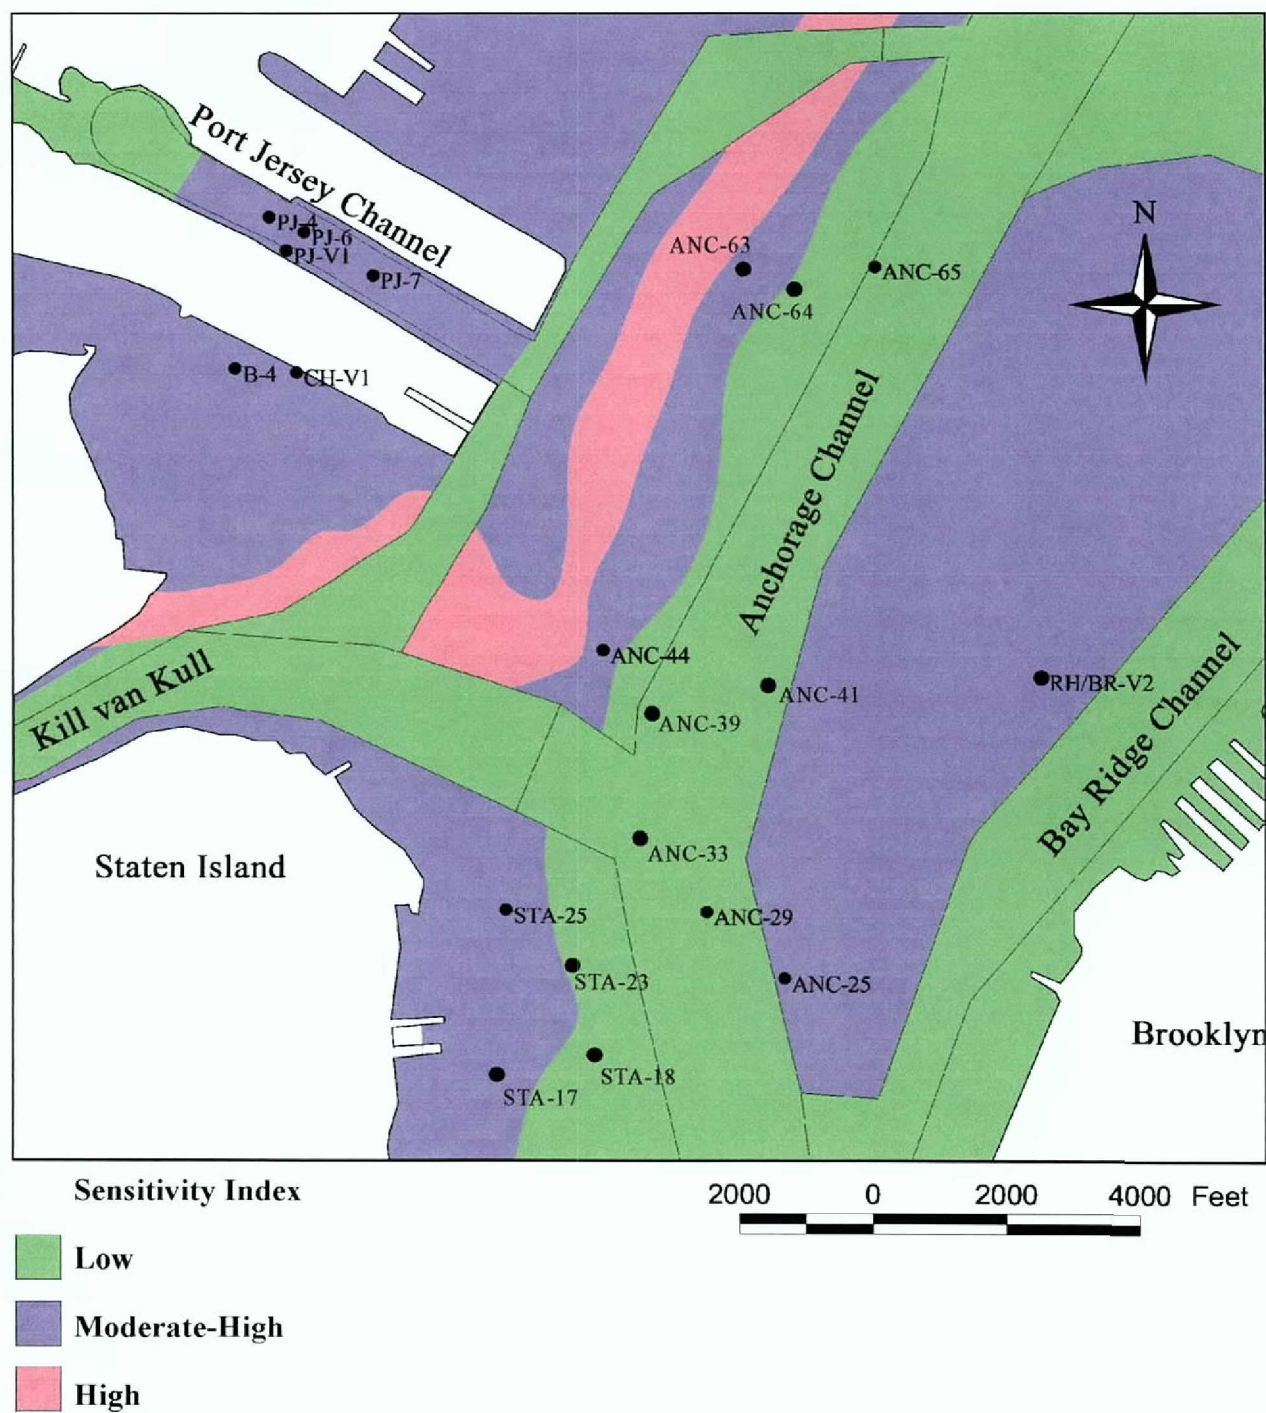 Port Jersey Channel
N
PJ-4
PJ-6
PJ-V1
PJ-7
ANC-63
ANC-64
ANC-65
B-4
CH-V1
Anchorage Channel
ANC-44
ANC-41
ANC-39
RH/BR-V2
Kill van Kull
Bay Ridge Channel
ANC-33
Staten Island
STA-25
ANC-29
STA-23
ANC-25
Brooklyn
STA-18
STA-17
Sensitivity Index
2000 0 2000 4000 Feet
Low
Moderate-High
High